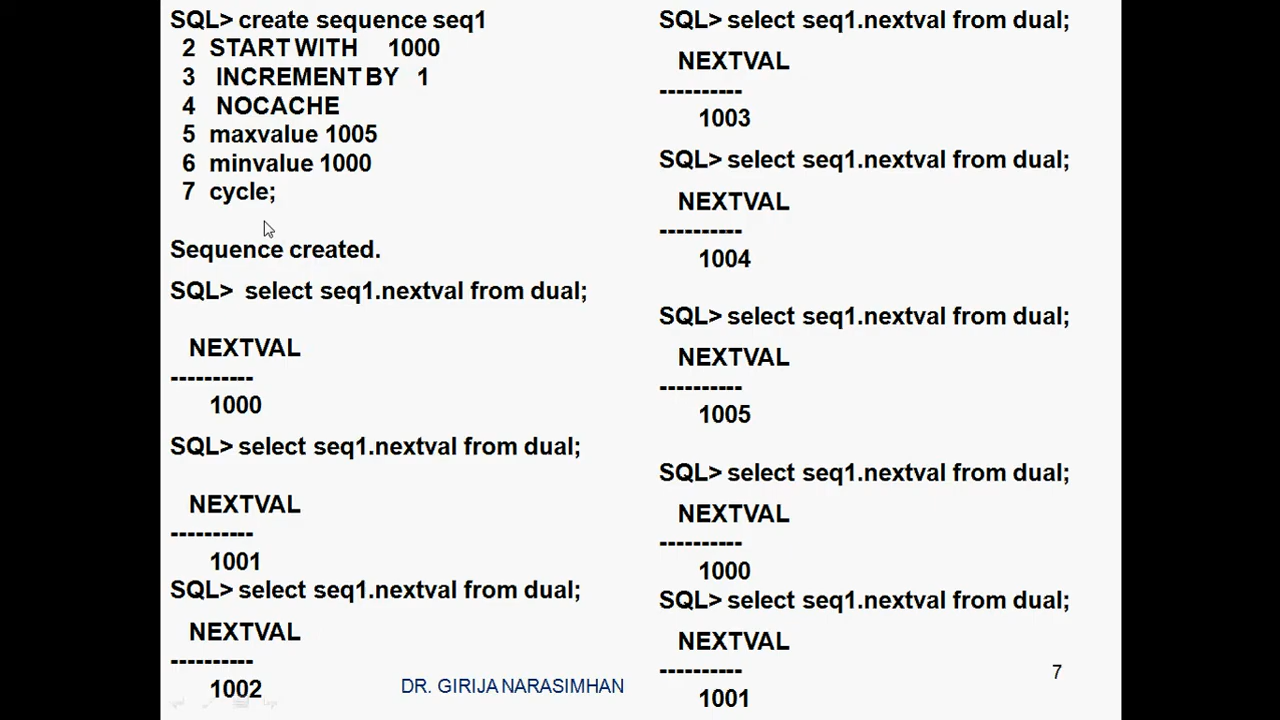 SQL> create sequence seq1
2 START WITH 1000
3 INCREMENT BY 1
4 NOCACHE
5 maxvalue 1005
6 minvalue 1000
7 cycle;
Sequence created.
SQL> select seq1.nextval from dual;
NEXTVAL
----------
1000
SQL> select seq1.nextval from dual;
NEXTVAL
----------
1001
SQL> select seq1.nextval from dual;
NEXTVAL
----------
1002
SQL> select seq1.nextval from dual;
NEXTVAL
----------
1003
SQL> select seq1.nextval from dual;
NEXTVAL
----------
1004
SQL> select seq1.nextval from dual;
NEXTVAL
----------
1005
SQL> select seq1.nextval from dual;
NEXTVAL
----------
1000
SQL> select seq1.nextval from dual;
NEXTVAL
----------
1001
DR. GIRIJA NARASIMHAN
7